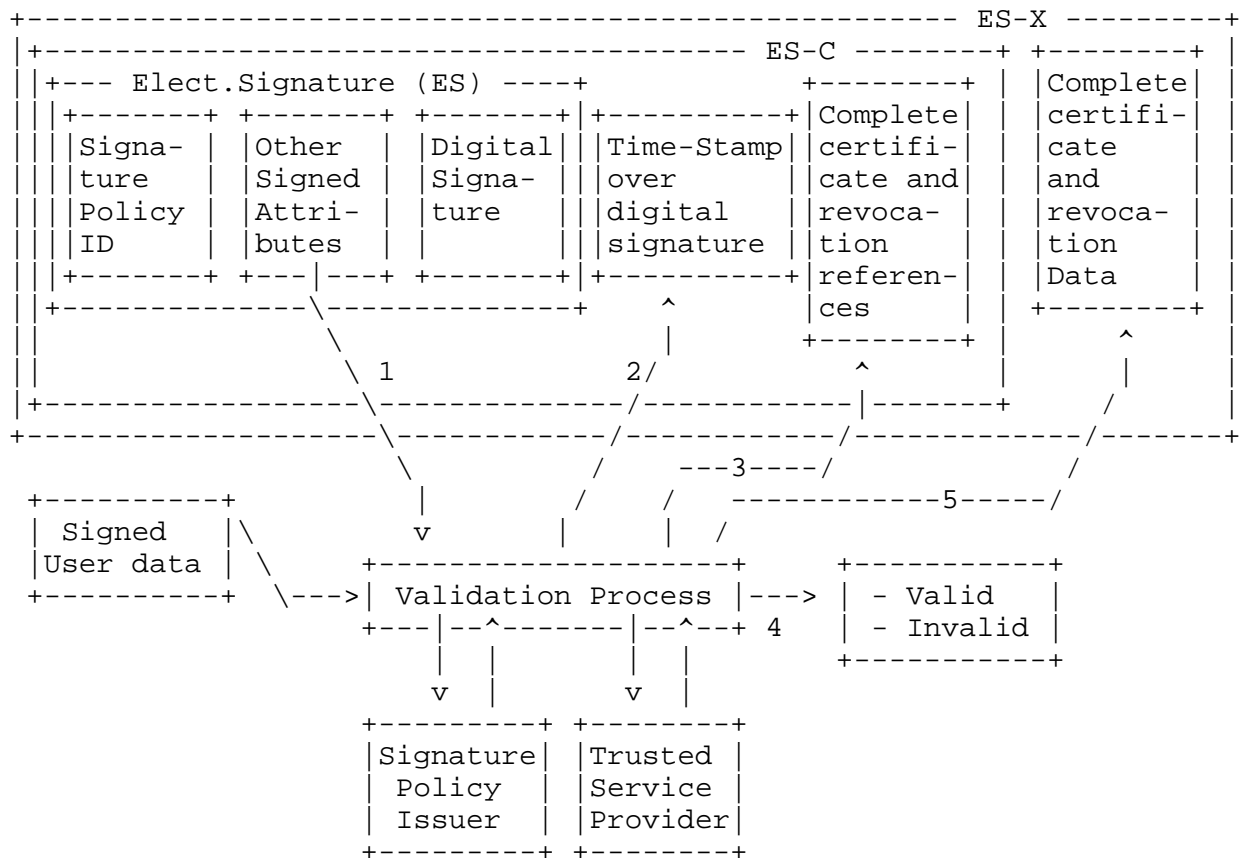 ES-X
ES-C
Elect.Signature (ES)
Signa-
ture
Policy
ID
Other
Signed
Attri-
butes
Digital
Signa-
ture
Time-Stamp
over
digital
signature
Complete
certifi-
cate and
revoca-
tion
referen-
ces
Complete
certifi-
cate
and
revoca-
tion
Data
1
2
3
5
Signed
User data
Validation Process
4
- Valid
- Invalid
Signature
Policy
Issuer
Trusted
Service
Provider